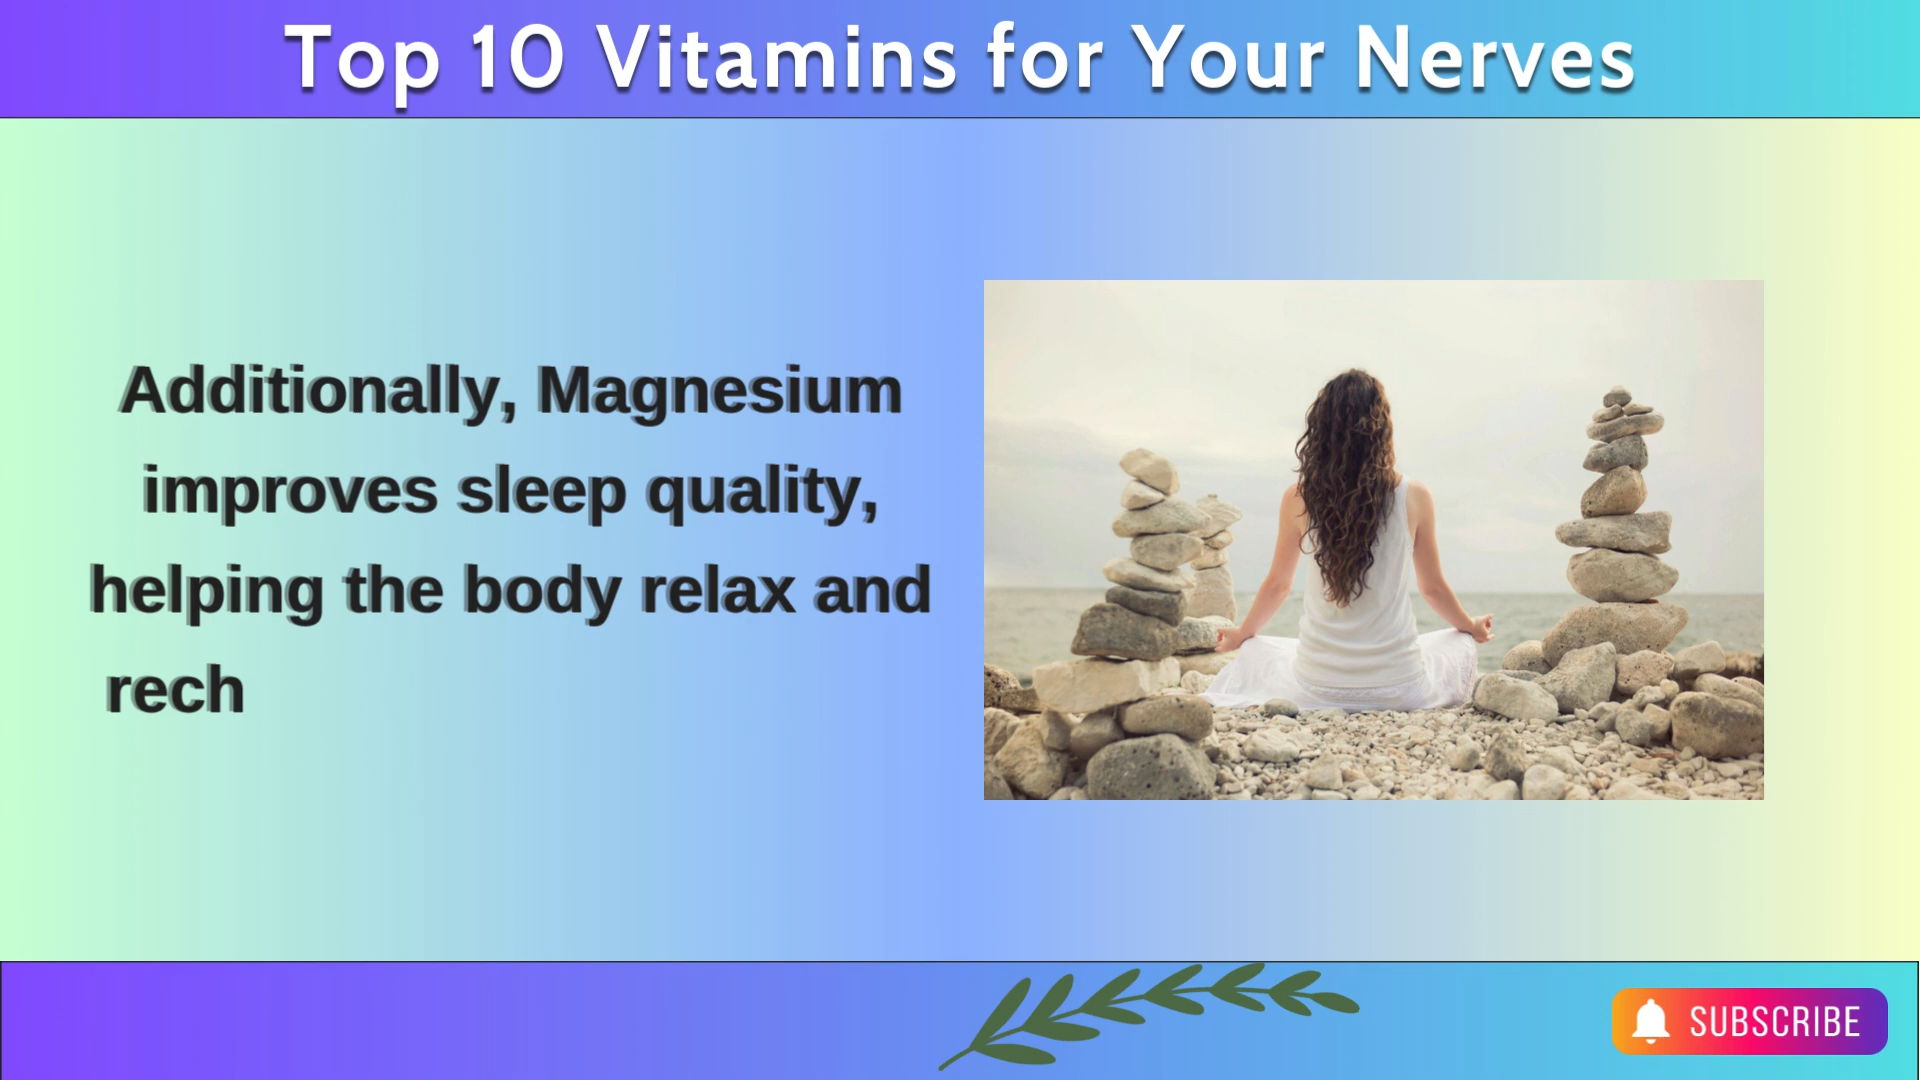 Top 10 Vitamins for Your Nerves
Additionally, Magnesium
improves sleep quality,
helping the body relax and
rech
SUBSCRIBE